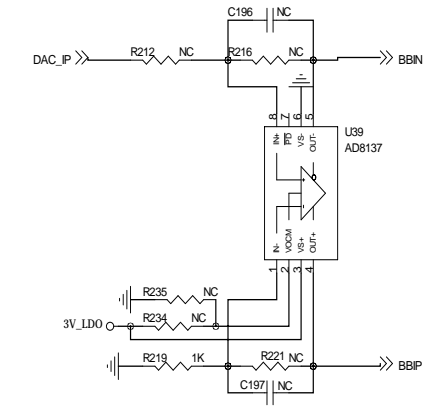 C196 NC
DAC_IP R212 NC R216 NC BBIN
8 7 6 5
IN+ PD VS- OUT- U39
AD8137
+
-
IN- VOCM VS+ OUT+
1 2 3 4
R235 NC
3V_LDO R234 NC
R219 1K R221 NC BBIP
C197 NC